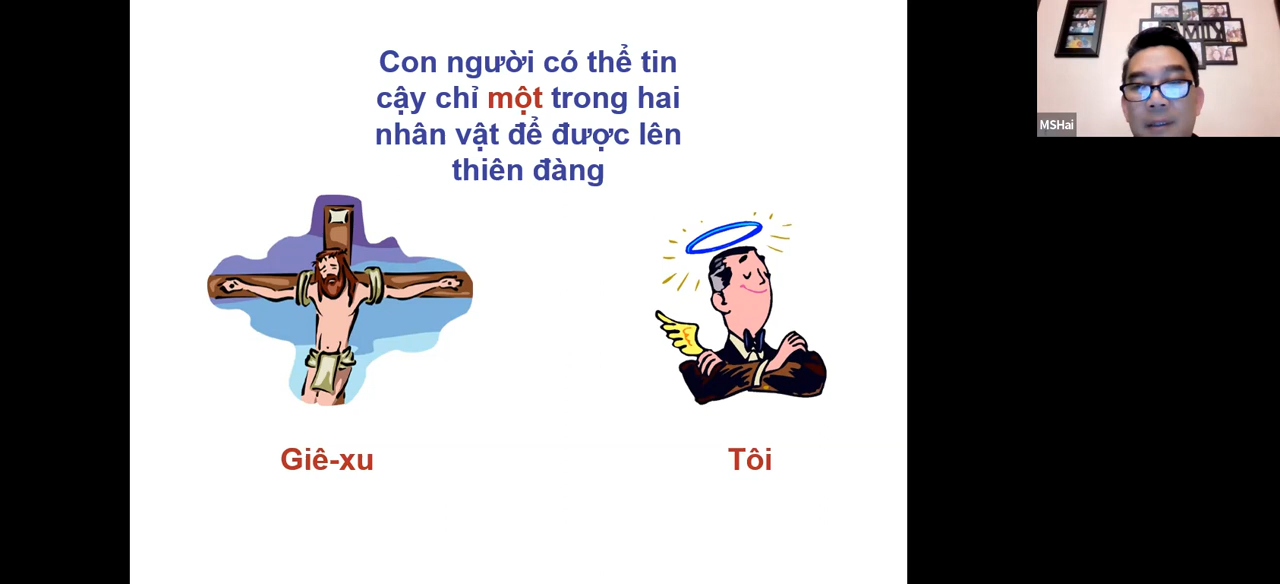 Con người có thể tin
cậy chỉ một trong hai
nhân vật để được lên
thiên đàng
Giê-xu
Tôi
MSHai
FAMILY